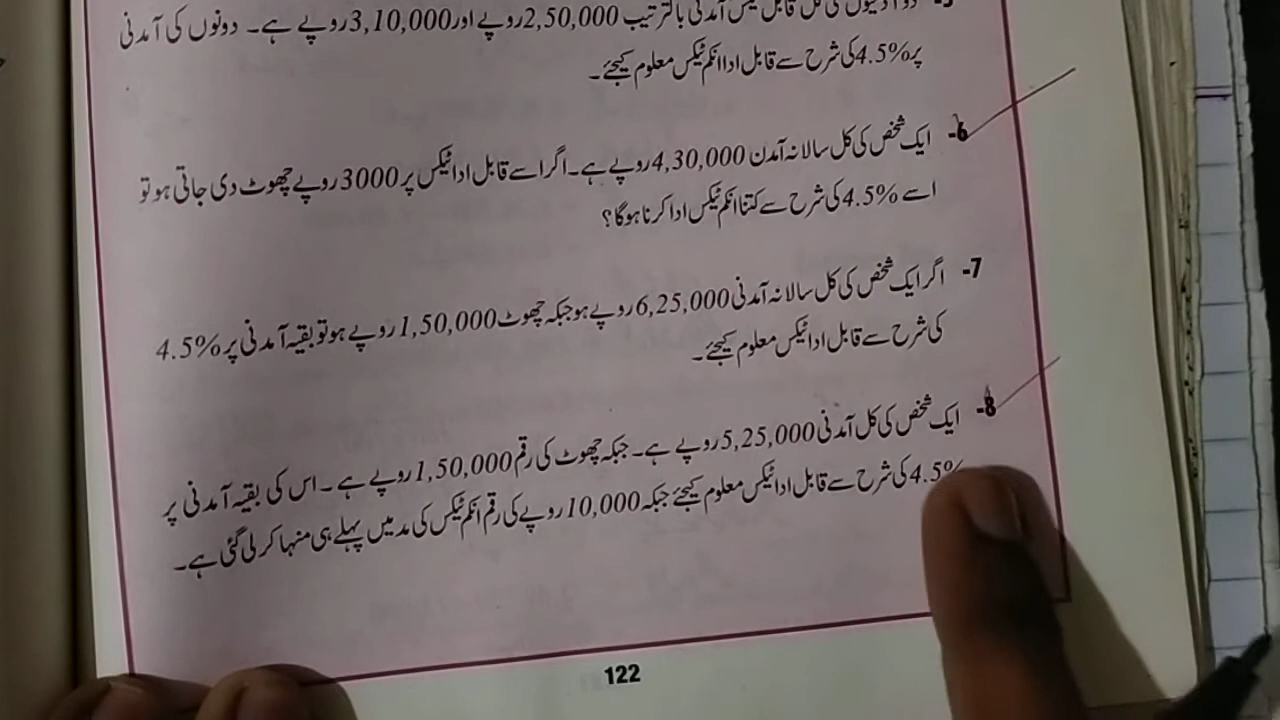 کل قابل ٹیکس آمدنی بالترتیب 2,50,000 روپے اور 3,10,000 روپے ہے۔ دونوں کی آمدنی
پر 4.5% کی شرح سے قابل ادا انکم ٹیکس معلوم کیجئے۔
6- ایک شخص کی کل سالانہ آمدن 4,30,000 روپے ہے۔ اگر اسے قابل ادا ٹیکس پر 3000 روپے چھوٹ دی جاتی ہو تو
اسے 4.5% کی شرح سے کتنا انکم ٹیکس ادا کرنا ہوگا؟
7- اگر ایک شخص کی کل سالانہ آمدنی 6,25,000 روپے ہو جبکہ چھوٹ 1,50,000 روپے ہو تو بقیہ آمدنی پر 4.5%
کی شرح سے قابل ادا ٹیکس معلوم کیجئے۔
8- ایک شخص کی کل آمدنی 5,25,000 روپے ہے۔ جبکہ چھوٹ کی رقم 1,50,000 روپے ہے۔ اس کی بقیہ آمدنی پر
4.5% کی شرح سے قابل ادا ٹیکس معلوم کیجئے جبکہ 10,000 روپے کی رقم انکم ٹیکس کی مد میں پہلے ہی منہا کر لی گئی ہے۔
122